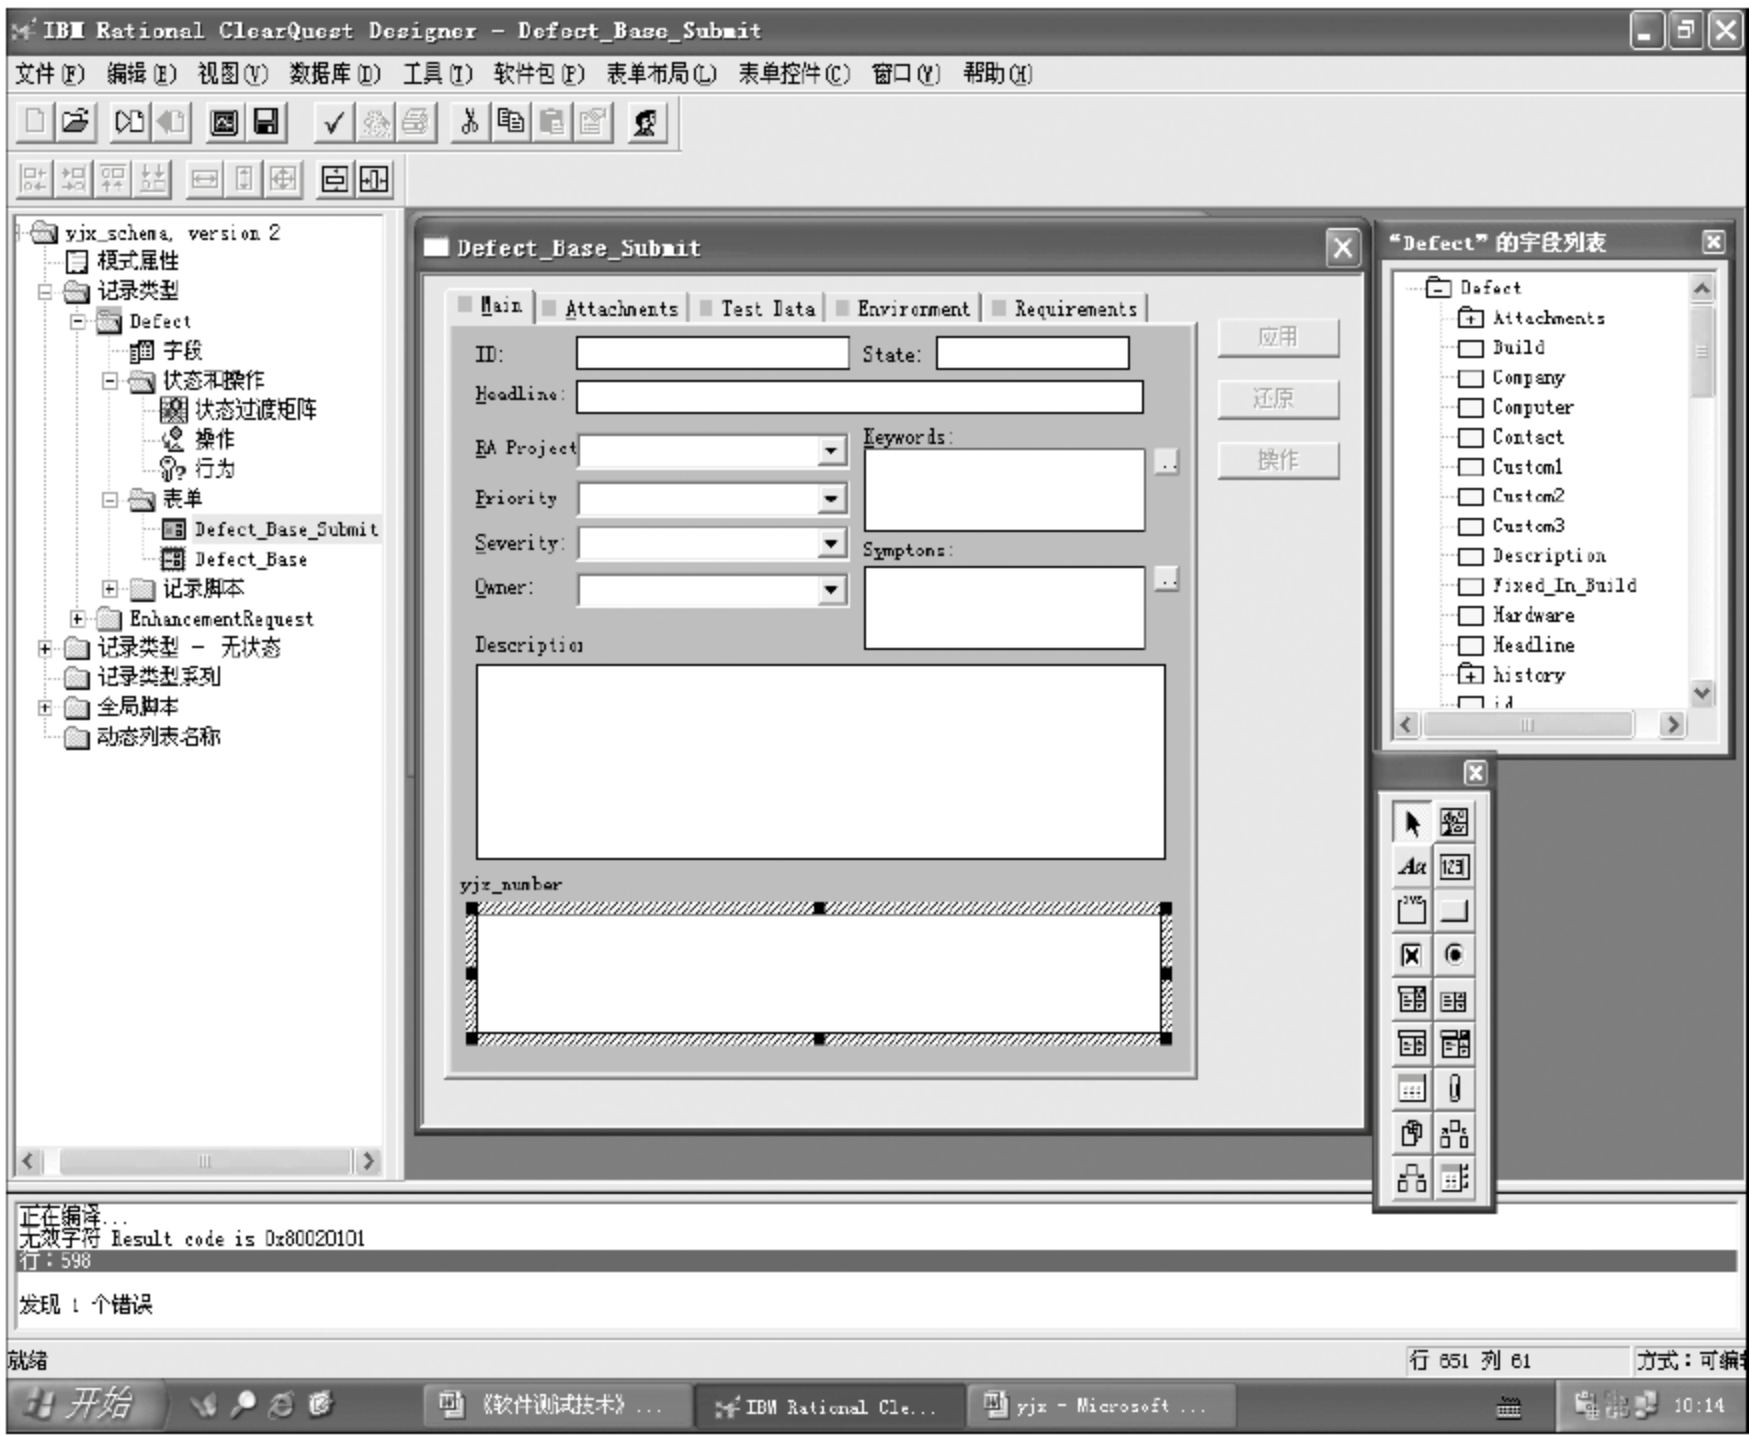 IBM Rational ClearQuest Designer - Defect_Base_Submit
文件(F) 编辑(E) 视图(V) 数据库(D) 工具(T) 软件包(P) 表单布局(L) 表单控件(C) 窗口(W) 帮助(H)
yjx_schema, version 2
模式属性
记录类型
Defect
字段
状态和操作
状态过渡矩阵
操作
行为
表单
Defect_Base_Submit
Defect_Base
记录脚本
EnhancementRequest
记录类型 - 无状态
记录类型系列
全局脚本
动态列表名称
Defect_Base_Submit
Main Attachments Test Data Environment Requirements
ID: State:
Headline:
RA Project
Priority
Severity:
Owner:
Keywords:
..
Symptoms:
..
Description
yjx_number
应用
还原
操作
“Defect”的字段列表
Defect
Attachments
Build
Company
Computer
Contact
Custom1
Custom2
Custom3
Description
Fixed_In_Build
Hardware
Headline
history
id
Aa
正在编译...
无效字符 Result code is 0x80020101
行：598
发现 1 个错误
就绪
行 651 列 61
方式：可编辑
开始
《软件测试技术》...
IBM Rational Cle...
yjx - Microsoft ...
10:14